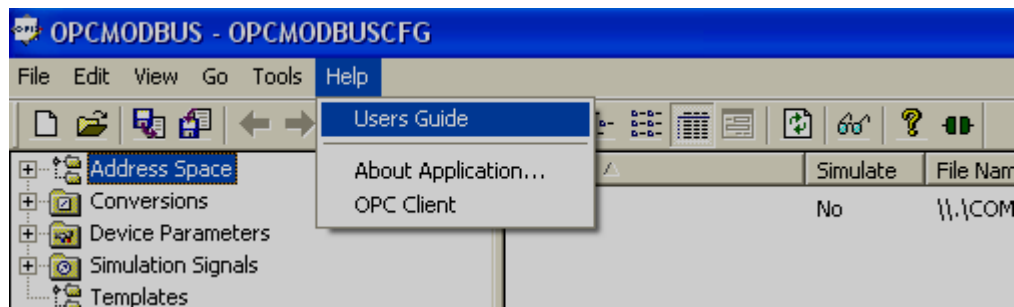 OPCMODBUS - OPCMODBUSCFG
File Edit View Go Tools Help
Users Guide
About Application...
OPC Client
Address Space
Conversions
Device Parameters
Simulation Signals
Templates
Simulate File Nam
No \\.\COM